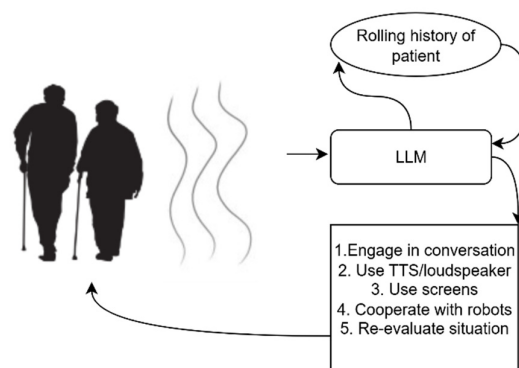 Rolling history of
patient
LLM
1.Engage in conversation
2. Use TTS/loudspeaker
3. Use screens
4. Cooperate with robots
5. Re-evaluate situation